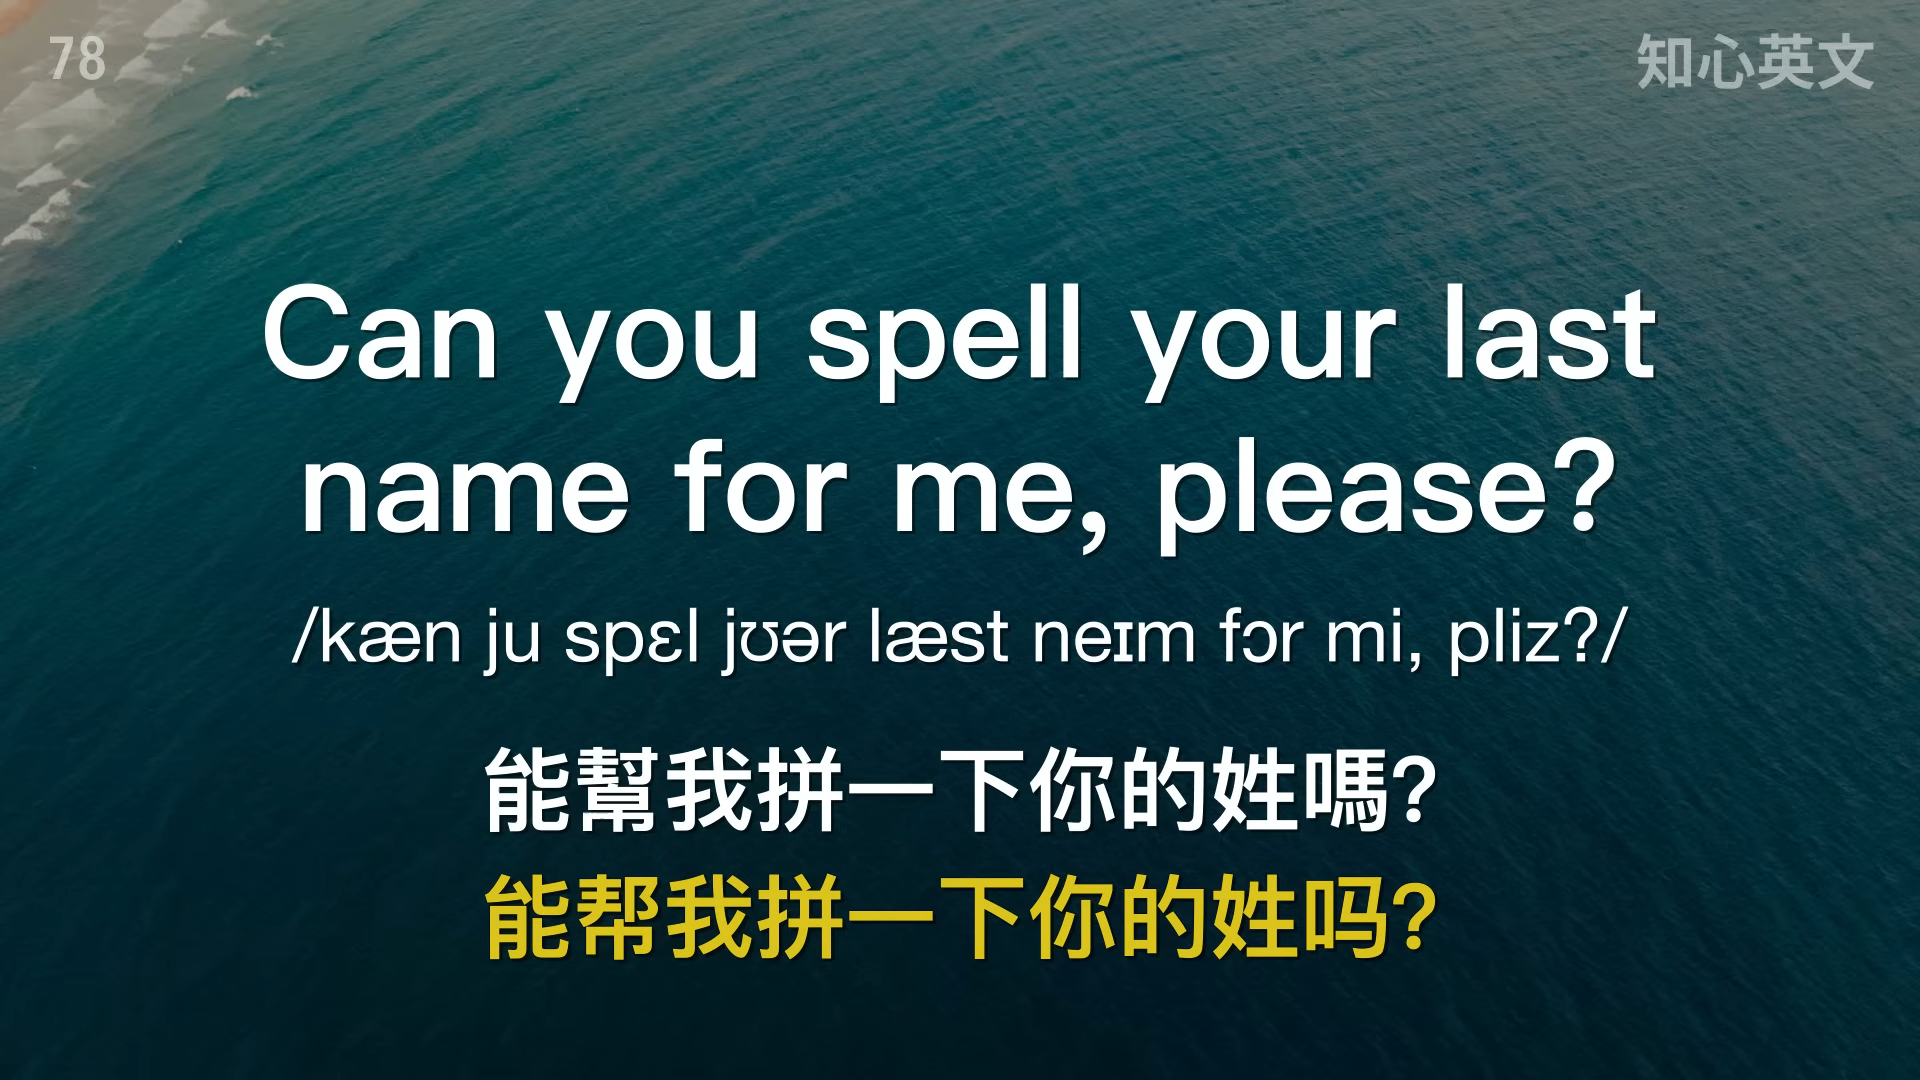 78
知心英文
Can you spell your last
name for me, please?
/kæn ju spɛl jʊər læst neɪm fɔr mi, pliz?/
能幫我拼一下你的姓嗎?
能帮我拼一下你的姓吗?